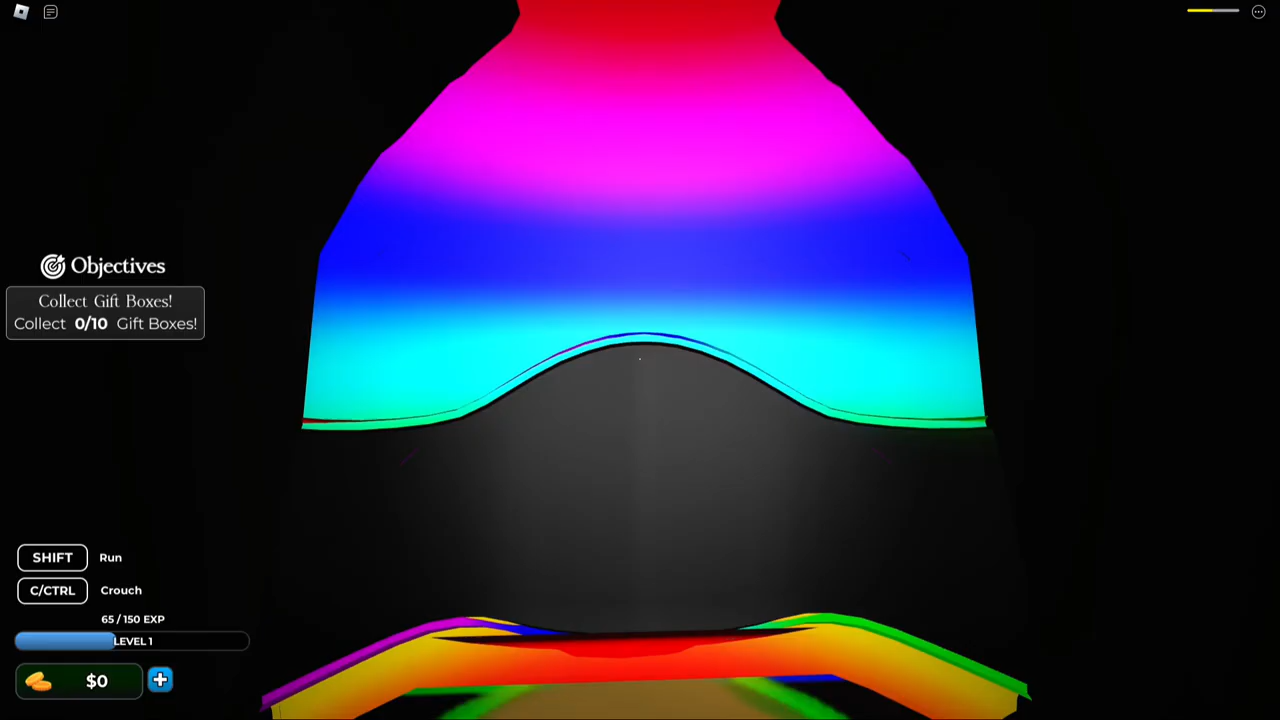 Objectives
Collect Gift Boxes!
Collect 0/10 Gift Boxes!
SHIFT Run
C/CTRL Crouch
65 / 150 EXP
LEVEL 1
$0